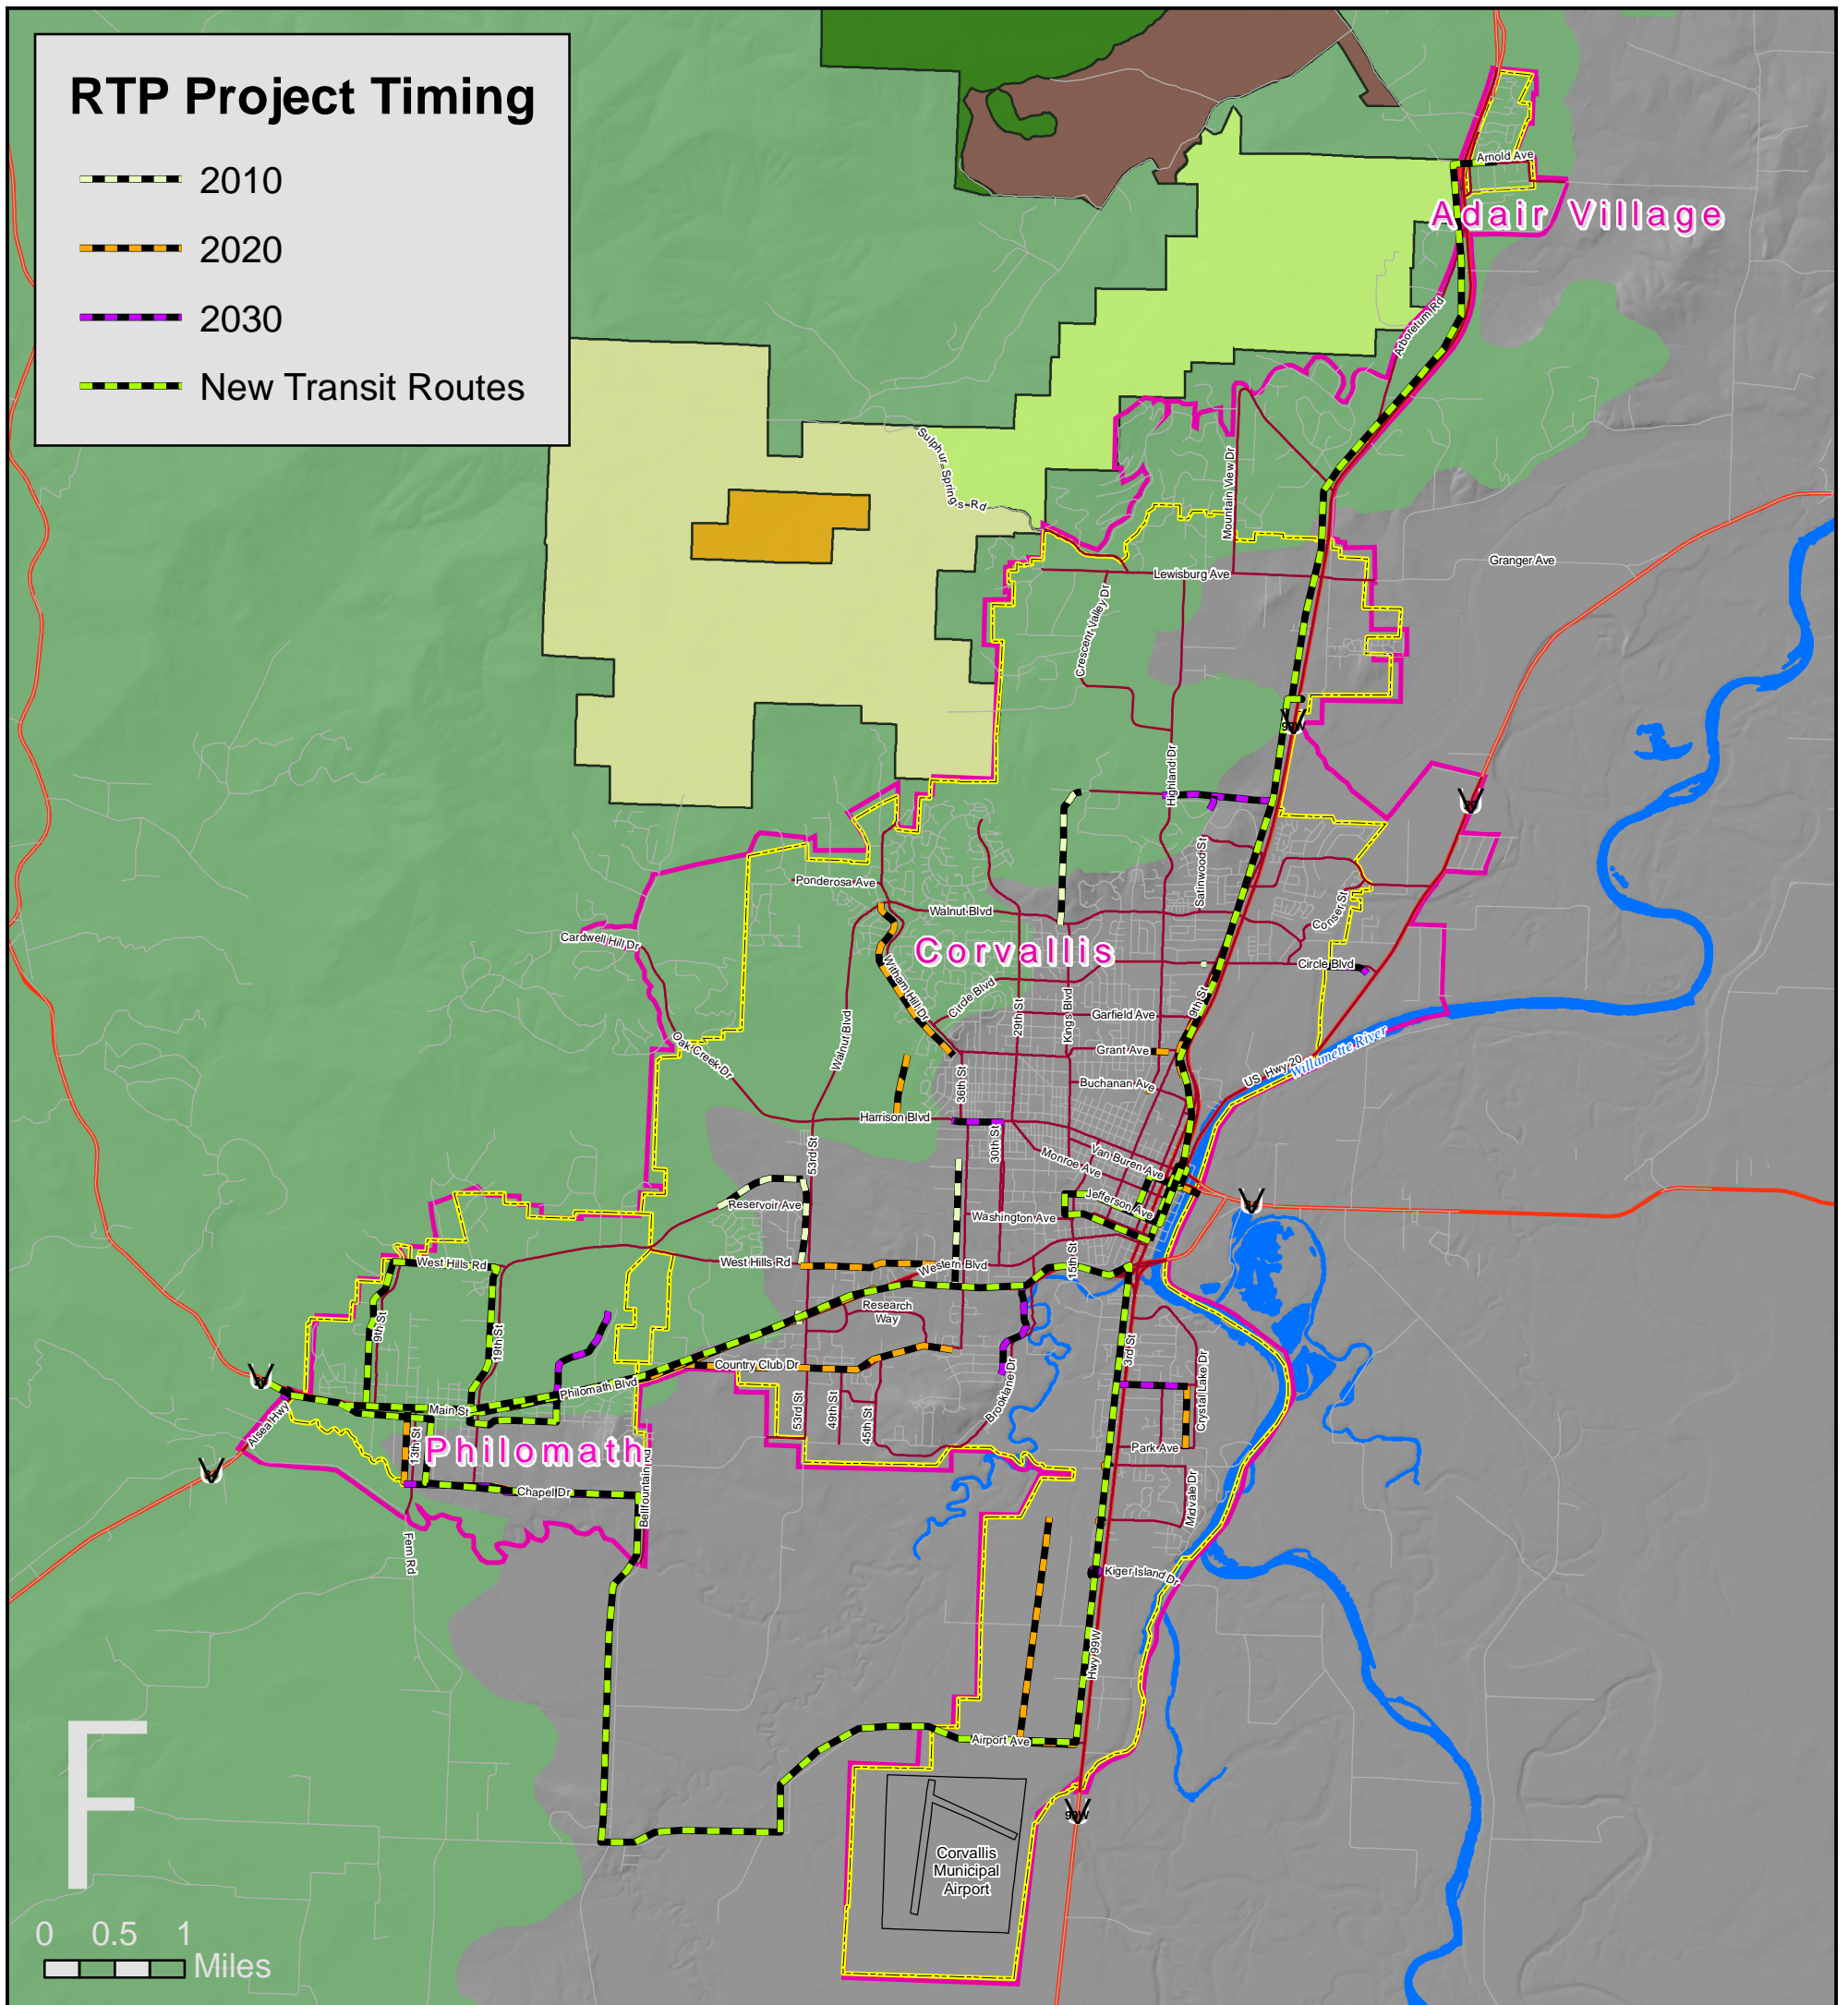 RTP Project Timing
2010
2020
2030
New Transit Routes
Arnold Ave
Adair Village
Arboretum Rd
Sulphur Springs Rd
Mountain View Dr
Granger Ave
Lewisburg Ave
Crescent Valley Dr
99W
Highland Dr
20
Satinwood St
Ponderosa Ave
Walnut Blvd
Conser St
Cardwell Hill Dr
Corvallis
Circle Blvd
Witham Hill Dr
Circle Blvd
29th St
Kings Blvd
Garfield Ave
9th St
Walnut Blvd
Oak Creek Dr
Grant Ave
US Hwy 20
Willamette River
36th St
Buchanan Ave
Harrison Blvd
53rd St
30th St
Monroe Ave
Van Buren Ave
Jefferson Ave
Reservoir Ave
Washington Ave
15th St
West Hills Rd
West Hills Rd
Western Blvd
9th St
19th St
Research
Way
3rd St
Country Club Dr
Crystal Lake Dr
20
Philomath Blvd
Main St
53rd St
49th St
45th St
Brooklane Dr
Alsea Hwy
13th St
Philomath
Park Ave
Bellfountain Rd
Chapel Dr
Midvale Dr
Fern Rd
Kiger Island Dr
Hwy 99W
Airport Ave
F
99W
Corvallis
Municipal
Airport
0 0.5 1
Miles